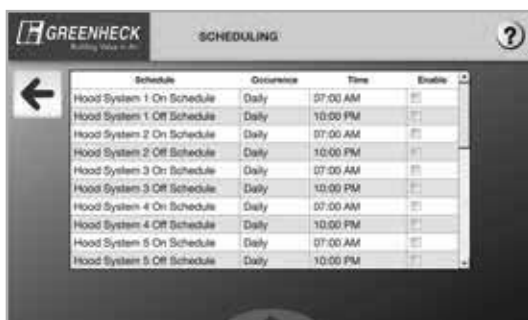 GREENHECK
Building Value in Air.
SCHEDULING
?
Schedule Occurence Time Enable
Hood System 1 On Schedule Daily 07:00 AM
Hood System 1 Off Schedule Daily 10:00 PM
Hood System 2 On Schedule Daily 07:00 AM
Hood System 2 Off Schedule Daily 10:00 PM
Hood System 3 On Schedule Daily 07:00 AM
Hood System 3 Off Schedule Daily 10:00 PM
Hood System 4 On Schedule Daily 07:00 AM
Hood System 4 Off Schedule Daily 10:00 PM
Hood System 5 On Schedule Daily 07:00 AM
Hood System 5 Off Schedule Daily 10:00 PM